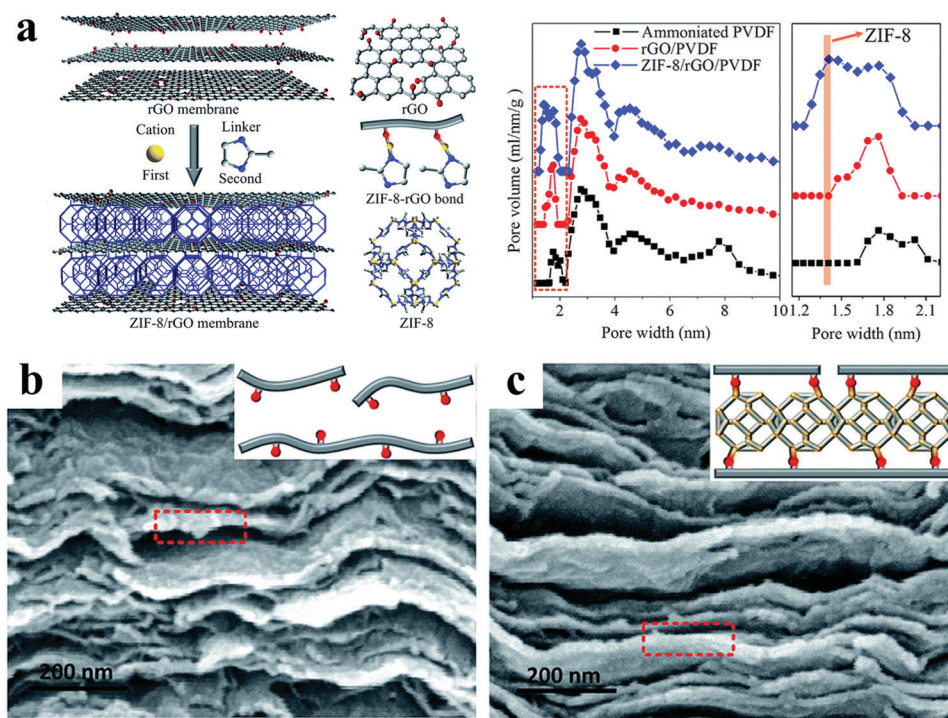 a
rGO membrane
Cation
First
Linker
Second
ZIF-8/rGO membrane
rGO
ZIF-8-rGO bond
ZIF-8
Pore volume (ml/nm/g)
Ammoniated PVDF
rGO/PVDF
ZIF-8/rGO/PVDF
2 4 6 8 10
Pore width (nm)
ZIF-8
1.2 1.5 1.8 2.1
Pore width (nm)
b
200 nm
c
200 nm